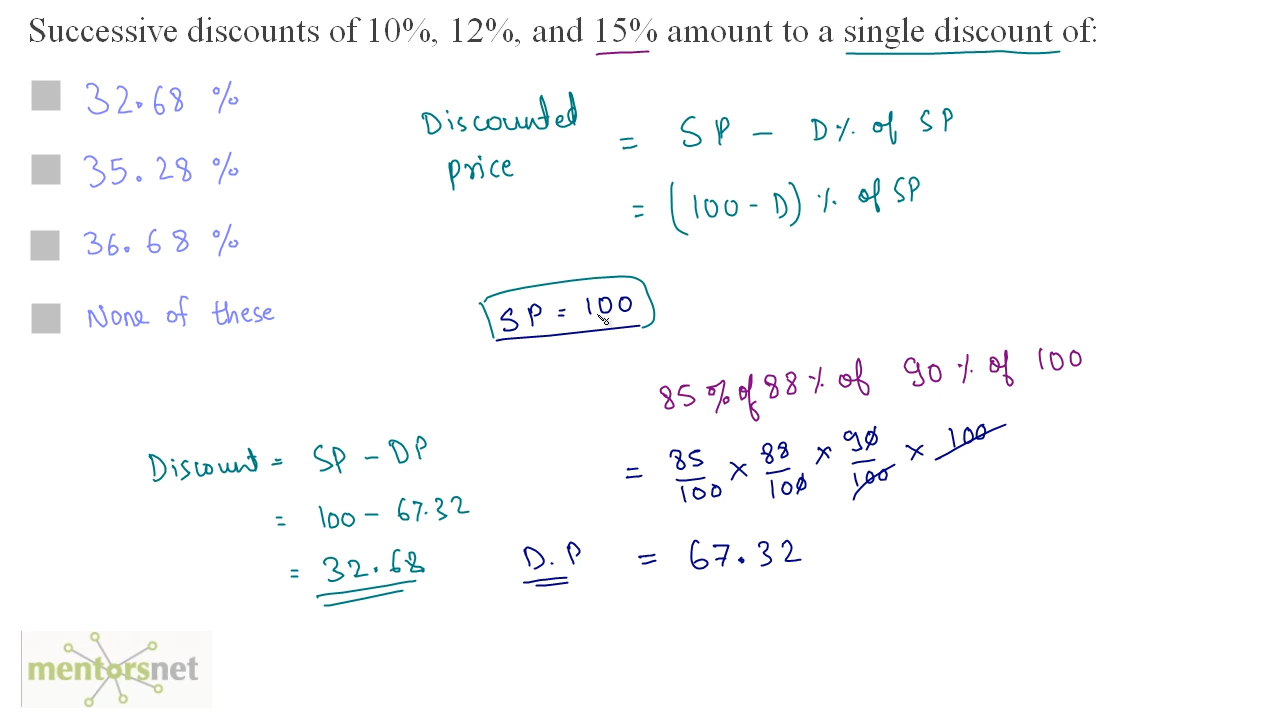 Successive discounts of 10%, 12%, and 15% amount to a single discount of:
32.68 %
35.28 %
36.68 %
None of these
Discounted price = SP - D% of SP
= (100 - D) % of SP
SP = 100
85 % of 88 % of 90 % of 100
= 85/100 × 88/100 × 90/100 × 100
D.P = 67.32
Discount = SP - DP
= 100 - 67.32
= 32.68
mentorsnet